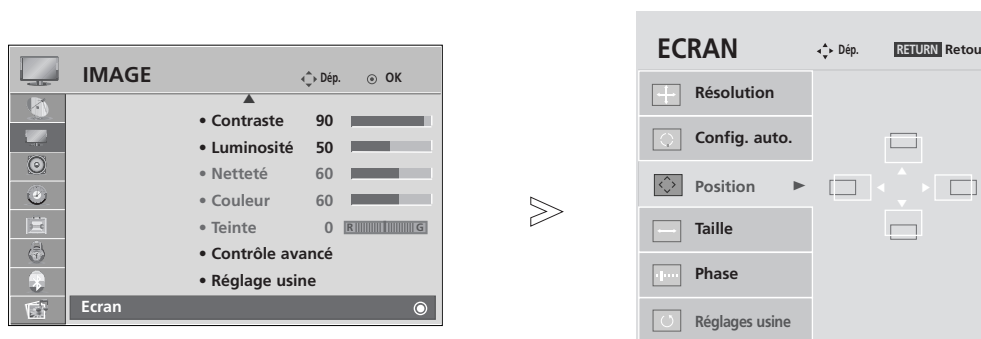 IMAGE
Dép.
OK
• Contraste 90
• Luminosité 50
• Netteté 60
• Couleur 60
• Teinte 0 R G
• Contrôle avancé
• Réglage usine
Ecran
ECRAN
Dép.
RETURN Retou
Résolution
Config. auto.
Position
Taille
Phase
Réglages usine